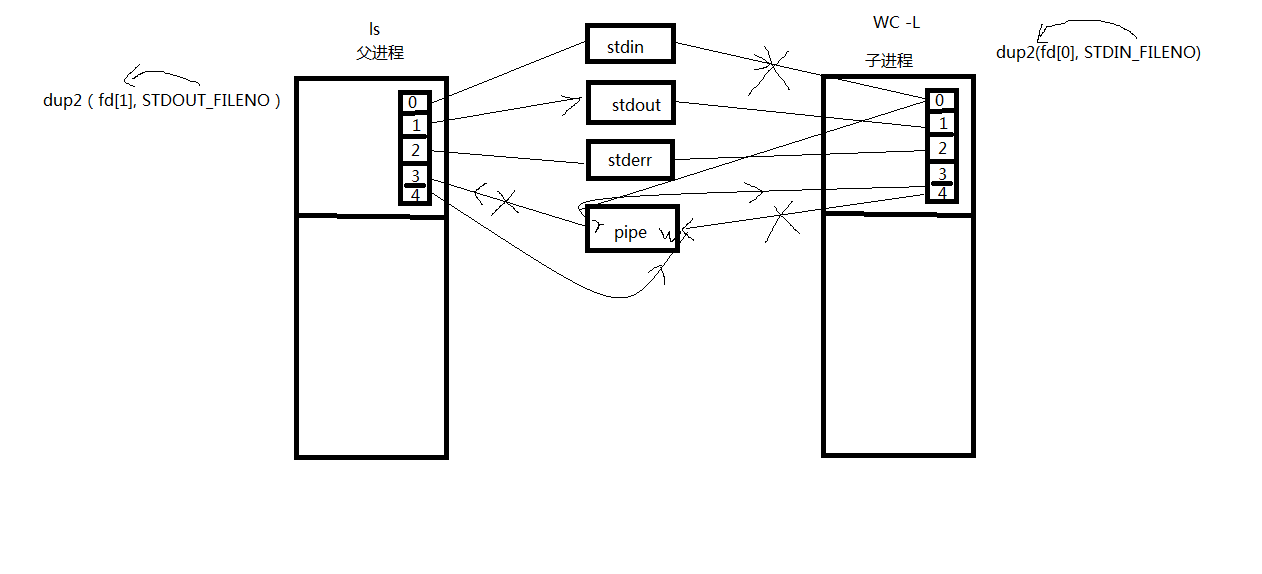 ls
父进程
dup2 ( fd[1], STDOUT_FILENO )
0
1
2
3
4
stdin
stdout
stderr
r
pipe w
WC -L
子进程
dup2(fd[0], STDIN_FILENO)
0
1
2
3
4